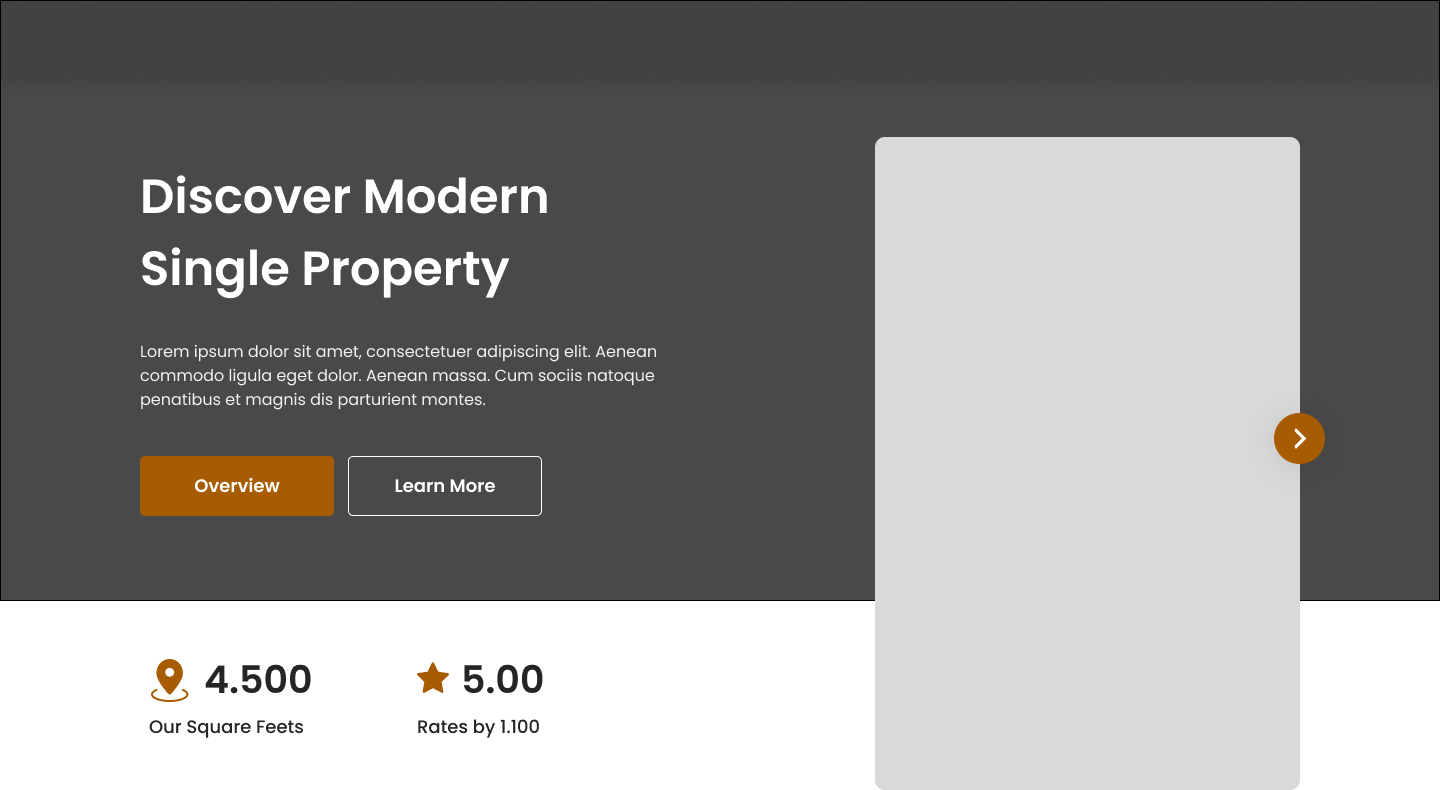 Discover Modern
Single Property
Lorem ipsum dolor sit amet, consectetuer adipiscing elit. Aenean
commodo ligula eget dolor. Aenean massa. Cum sociis natoque
penatibus et magnis dis parturient montes.
Overview
Learn More
4.500
Our Square Feets
5.00
Rates by 1.100